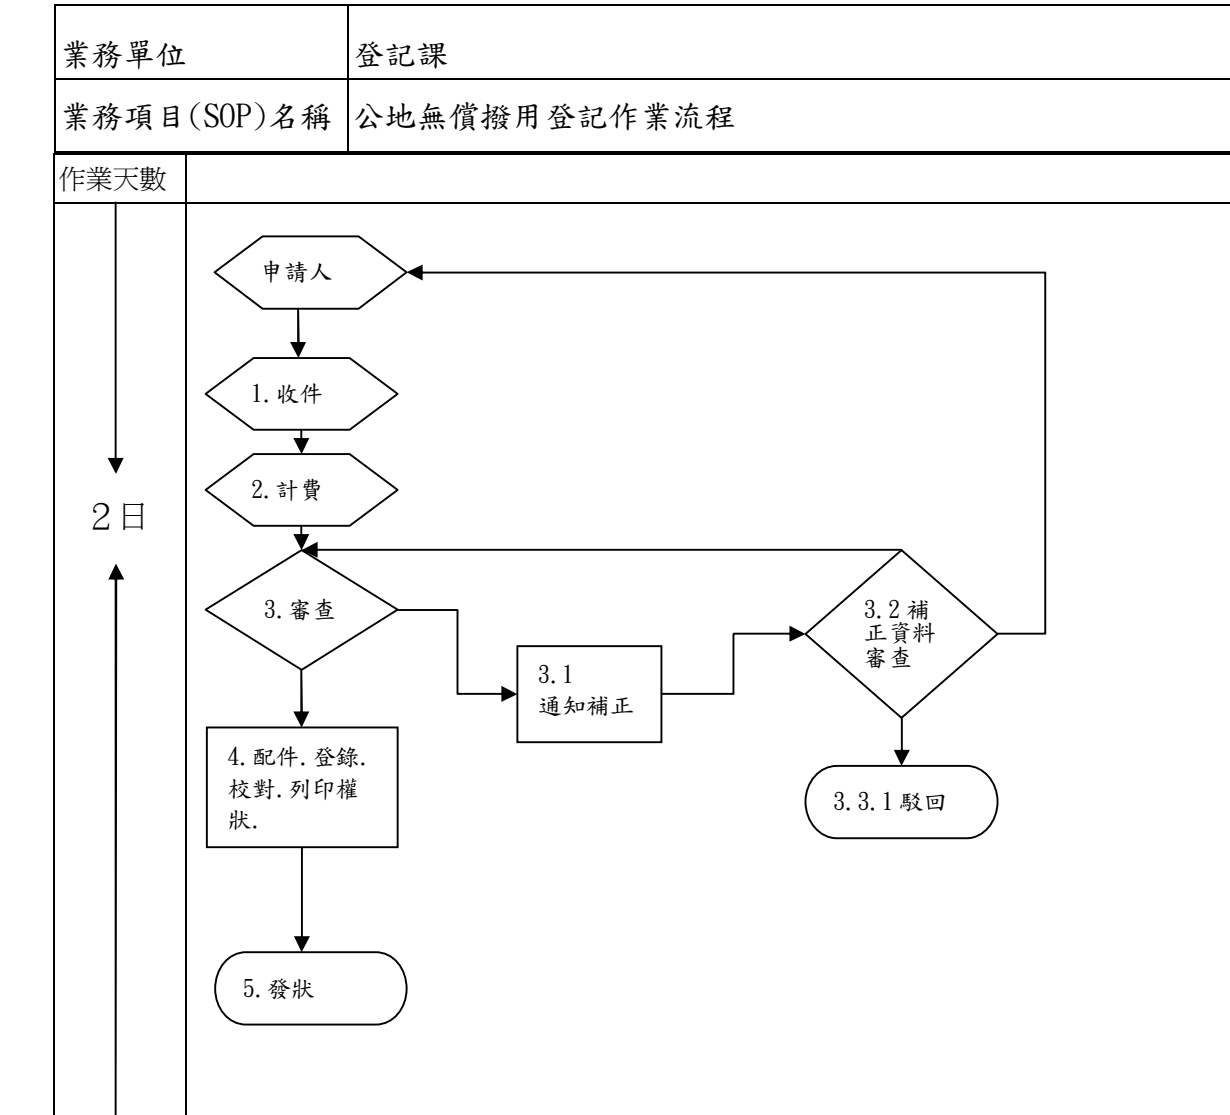 業務單位
登記課
業務項目(SOP)名稱
公地無償撥用登記作業流程
作業天數
申請人
1.收件
2.計費
2日
3.審查
3.2補
正資料
審查
3.1
通知補正
4.配件.登錄.
校對.列印權
狀.
3.3.1駁回
5.發狀